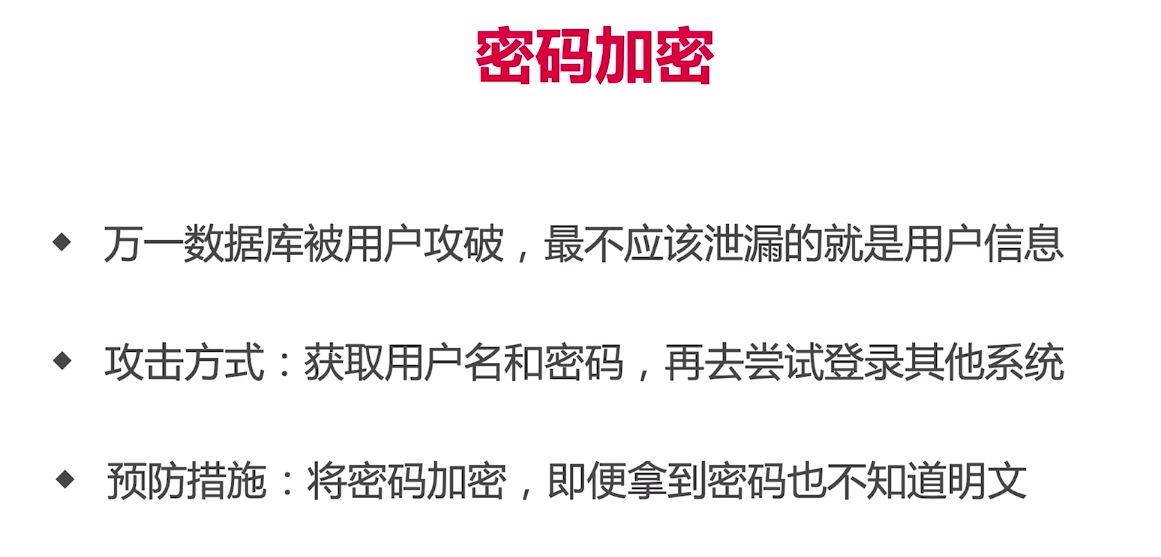 密码加密
◆ 万一数据库被用户攻破，最不应该泄漏的就是用户信息
◆ 攻击方式：获取用户名和密码，再去尝试登录其他系统
◆ 预防措施：将密码加密，即便拿到密码也不知道明文